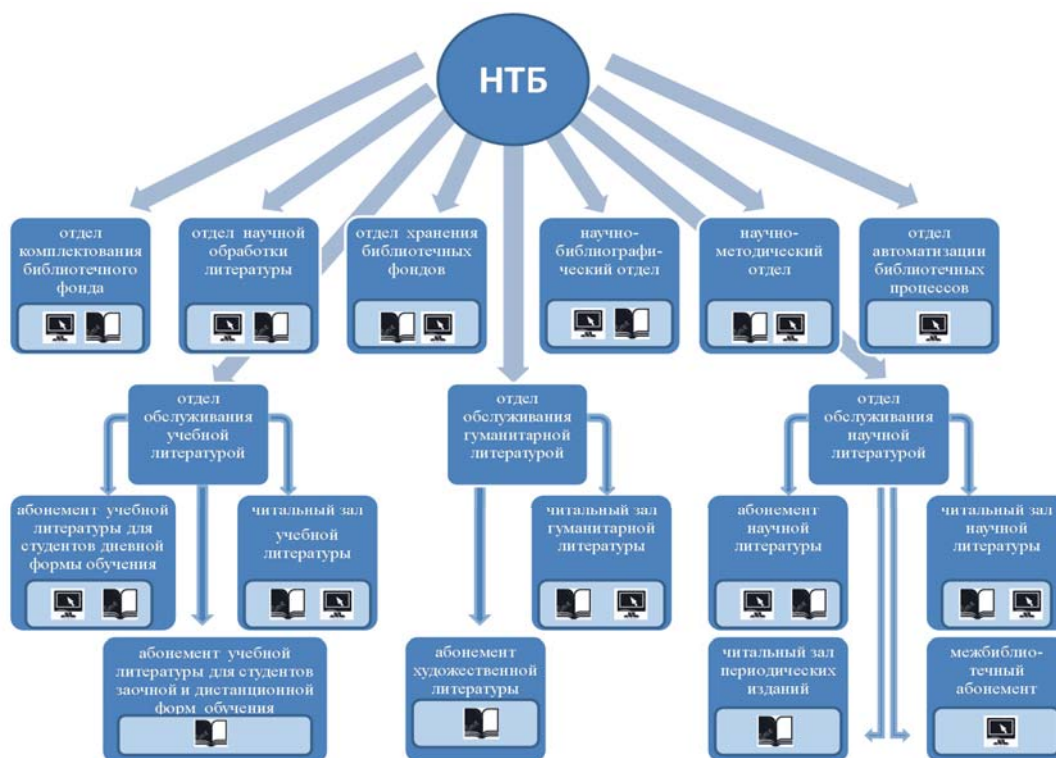 НТБ
отдел
комплектования
библиотечного
фонда
отдел научной
обработки
литературы
отдел хранения
библиотечных
фондов
научно-
библиографи-
ческий отдел
научно-
методический
отдел
отдел
автоматизации
библиотечных
процессов
отдел
обслуживания
учебной
литературой
отдел
обслуживания
гуманитарной
литературой
отдел
обслуживания
научной
литературой
абонемент учебной
литературы для
студентов дневной
формы обучения
читальный зал
учебной
литературы
читальный зал
гуманитарной
литературы
абонемент
научной
литературы
читальный зал
научной
литературы
абонемент учебной
литературы для студентов
заочной и дистанционной
форм обучения
абонемент
художественной
литературы
читальный зал
периодических
изданий
межбиблио-
течный
абонемент